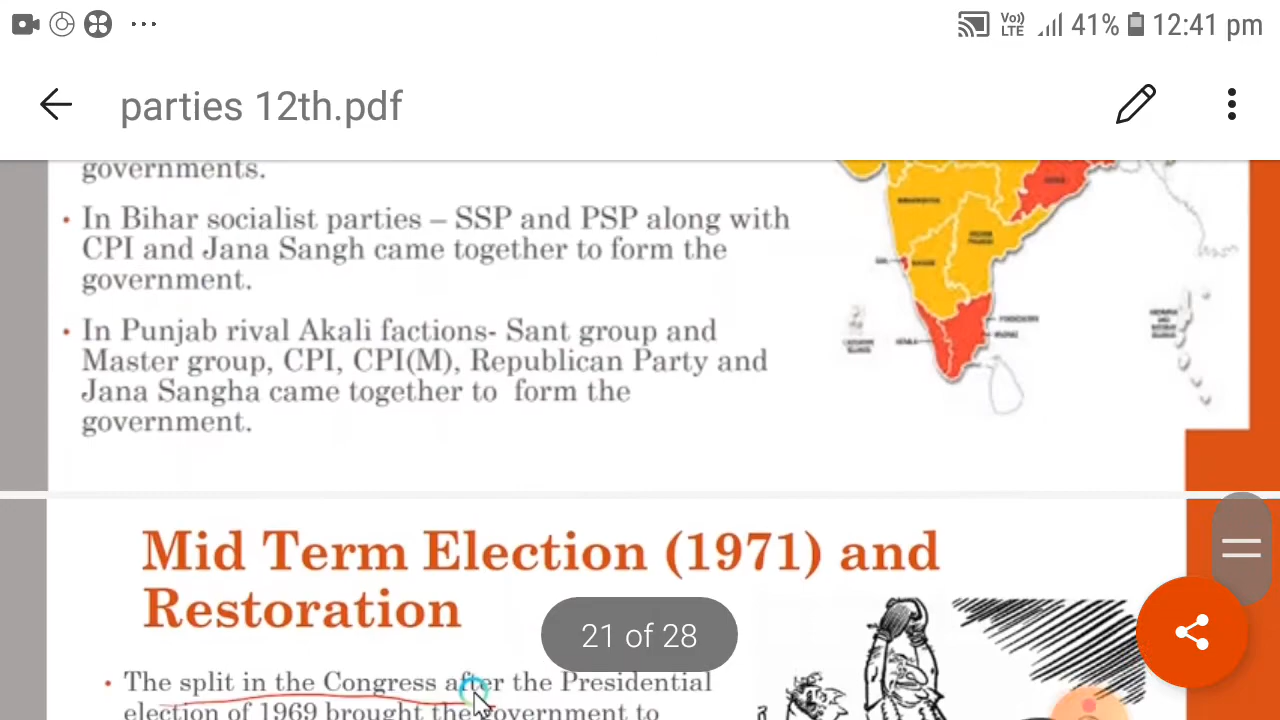 Vo)) LTE 41% 12:41 pm
parties 12th.pdf
governments.
• In Bihar socialist parties – SSP and PSP along with
CPI and Jana Sangh came together to form the
government.
• In Punjab rival Akali factions- Sant group and
Master group, CPI, CPI(M), Republican Party and
Jana Sangha came together to form the
government.
Mid Term Election (1971) and
Restoration
21 of 28
• The split in the Congress after the Presidential
election of 1969 brought the government to